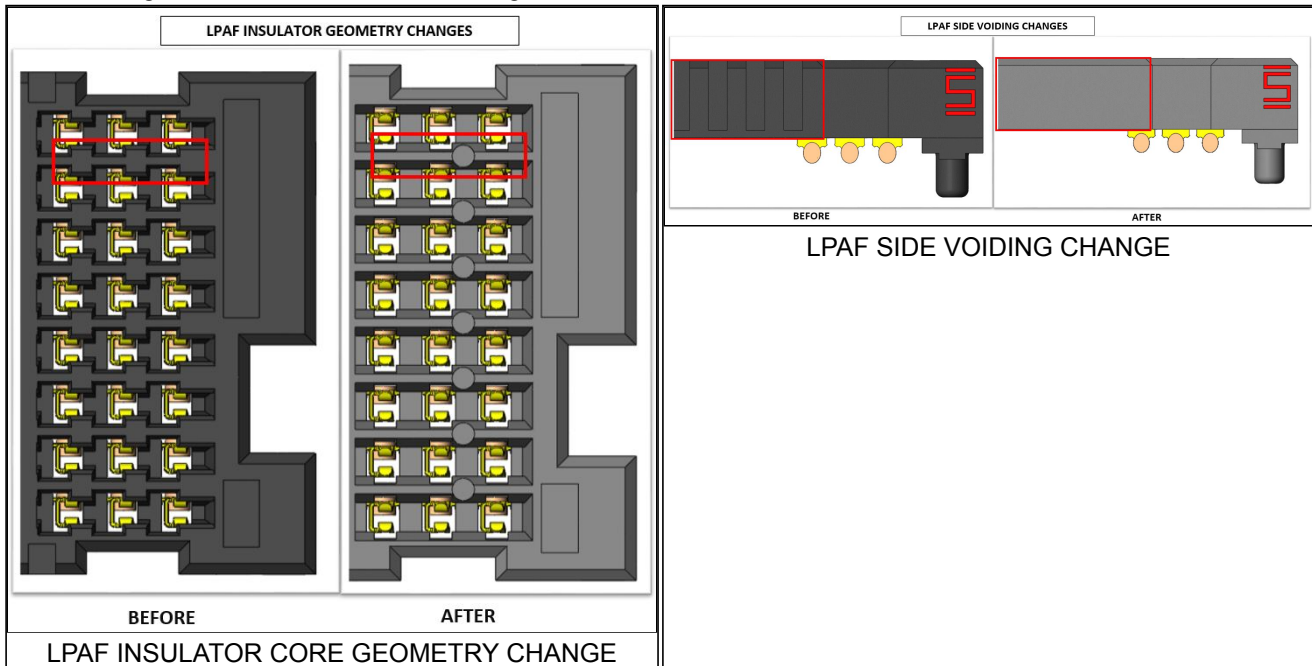 LPAF INSULATOR GEOMETRY CHANGES
BEFORE
AFTER
LPAF INSULATOR CORE GEOMETRY CHANGE
LPAF SIDE VOIDING CHANGES
BEFORE
AFTER
LPAF SIDE VOIDING CHANGE